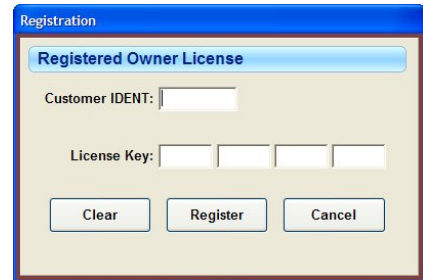 Registration
Registered Owner License
Customer IDENT:
License Key:
Clear Register Cancel